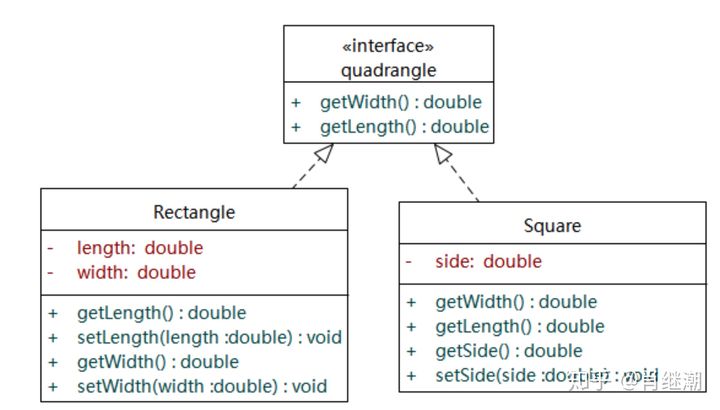 «interface»
quadrangle
+ getWidth() : double
+ getLength() : double
Rectangle
- length: double
- width: double
+ getLength() : double
+ setLength(length :double) : void
+ getWidth() : double
+ setWidth(width :double) : void
Square
- side: double
+ getWidth() : double
+ getLength() : double
+ getSide() : double
+ setSide(side :double) : void
知乎 @肖继潮